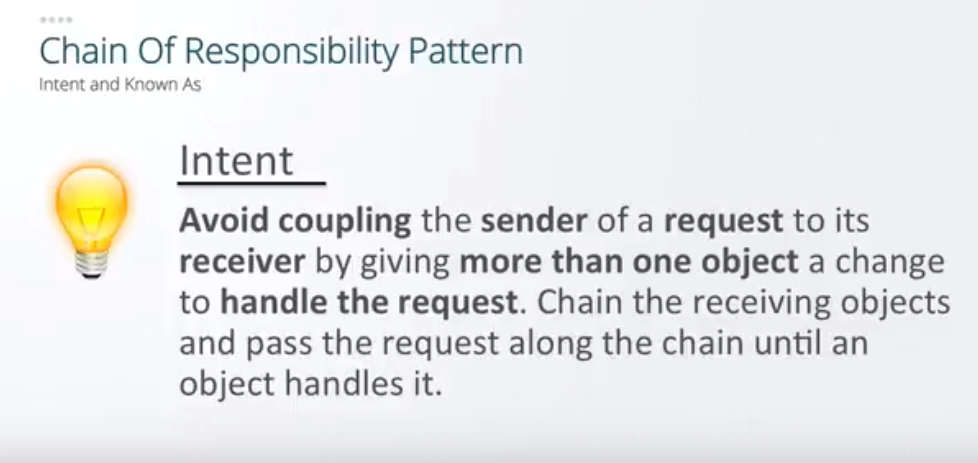 Chain Of Responsibility Pattern
Intent and Known As
Intent
Avoid coupling the sender of a request to its
receiver by giving more than one object a change
to handle the request. Chain the receiving objects
and pass the request along the chain until an
object handles it.